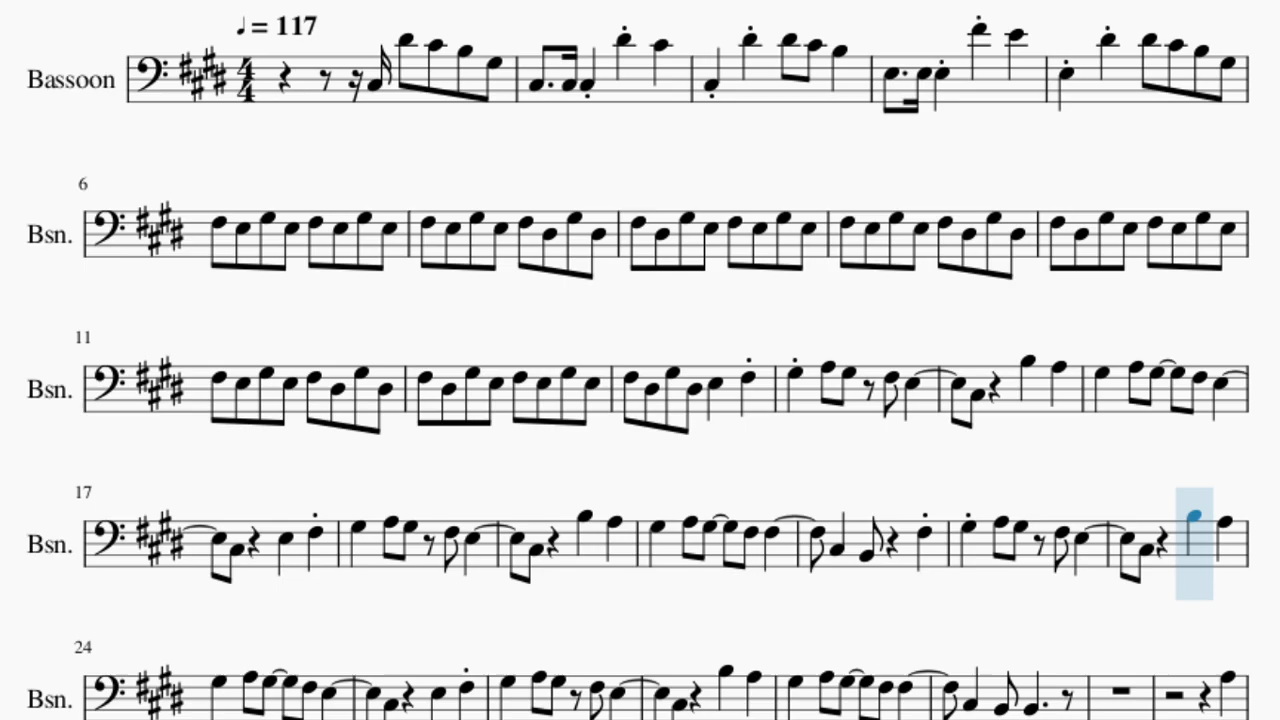 ♩ = 117
Bassoon
4
4
6
Bsn.
11
Bsn.
17
Bsn.
24
Bsn.